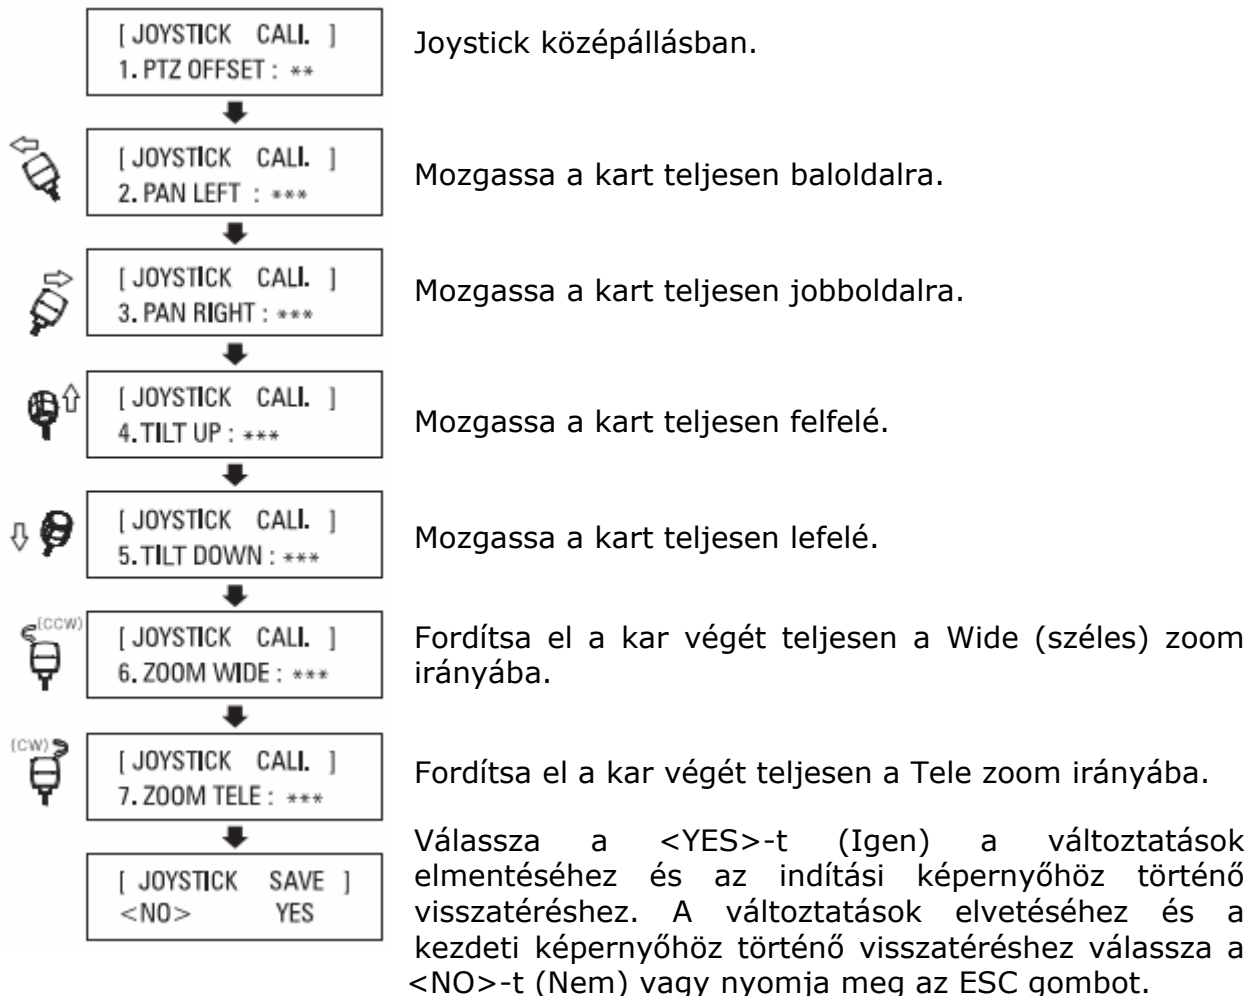 [ JOYSTICK CALI. ]
1. PTZ OFFSET : **
Joystick középállásban.
[ JOYSTICK CALI. ]
2. PAN LEFT : ***
Mozgassa a kart teljesen baloldalra.
[ JOYSTICK CALI. ]
3. PAN RIGHT : ***
Mozgassa a kart teljesen jobboldalra.
[ JOYSTICK CALI. ]
4. TILT UP : ***
Mozgassa a kart teljesen felfelé.
[ JOYSTICK CALI. ]
5. TILT DOWN : ***
Mozgassa a kart teljesen lefelé.
(CCW)
[ JOYSTICK CALI. ]
6. ZOOM WIDE : ***
Fordítsa el a kar végét teljesen a Wide (széles) zoom
irányába.
(CW)
[ JOYSTICK CALI. ]
7. ZOOM TELE : ***
Fordítsa el a kar végét teljesen a Tele zoom irányába.
[ JOYSTICK SAVE ]
<NO> YES
Válassza a <YES>-t (Igen) a változtatások
elmentéséhez és az indítási képernyőhöz történő
visszatéréshez. A változtatások elvetéséhez és a
kezdeti képernyőhöz történő visszatéréshez válassza a
<NO>-t (Nem) vagy nyomja meg az ESC gombot.